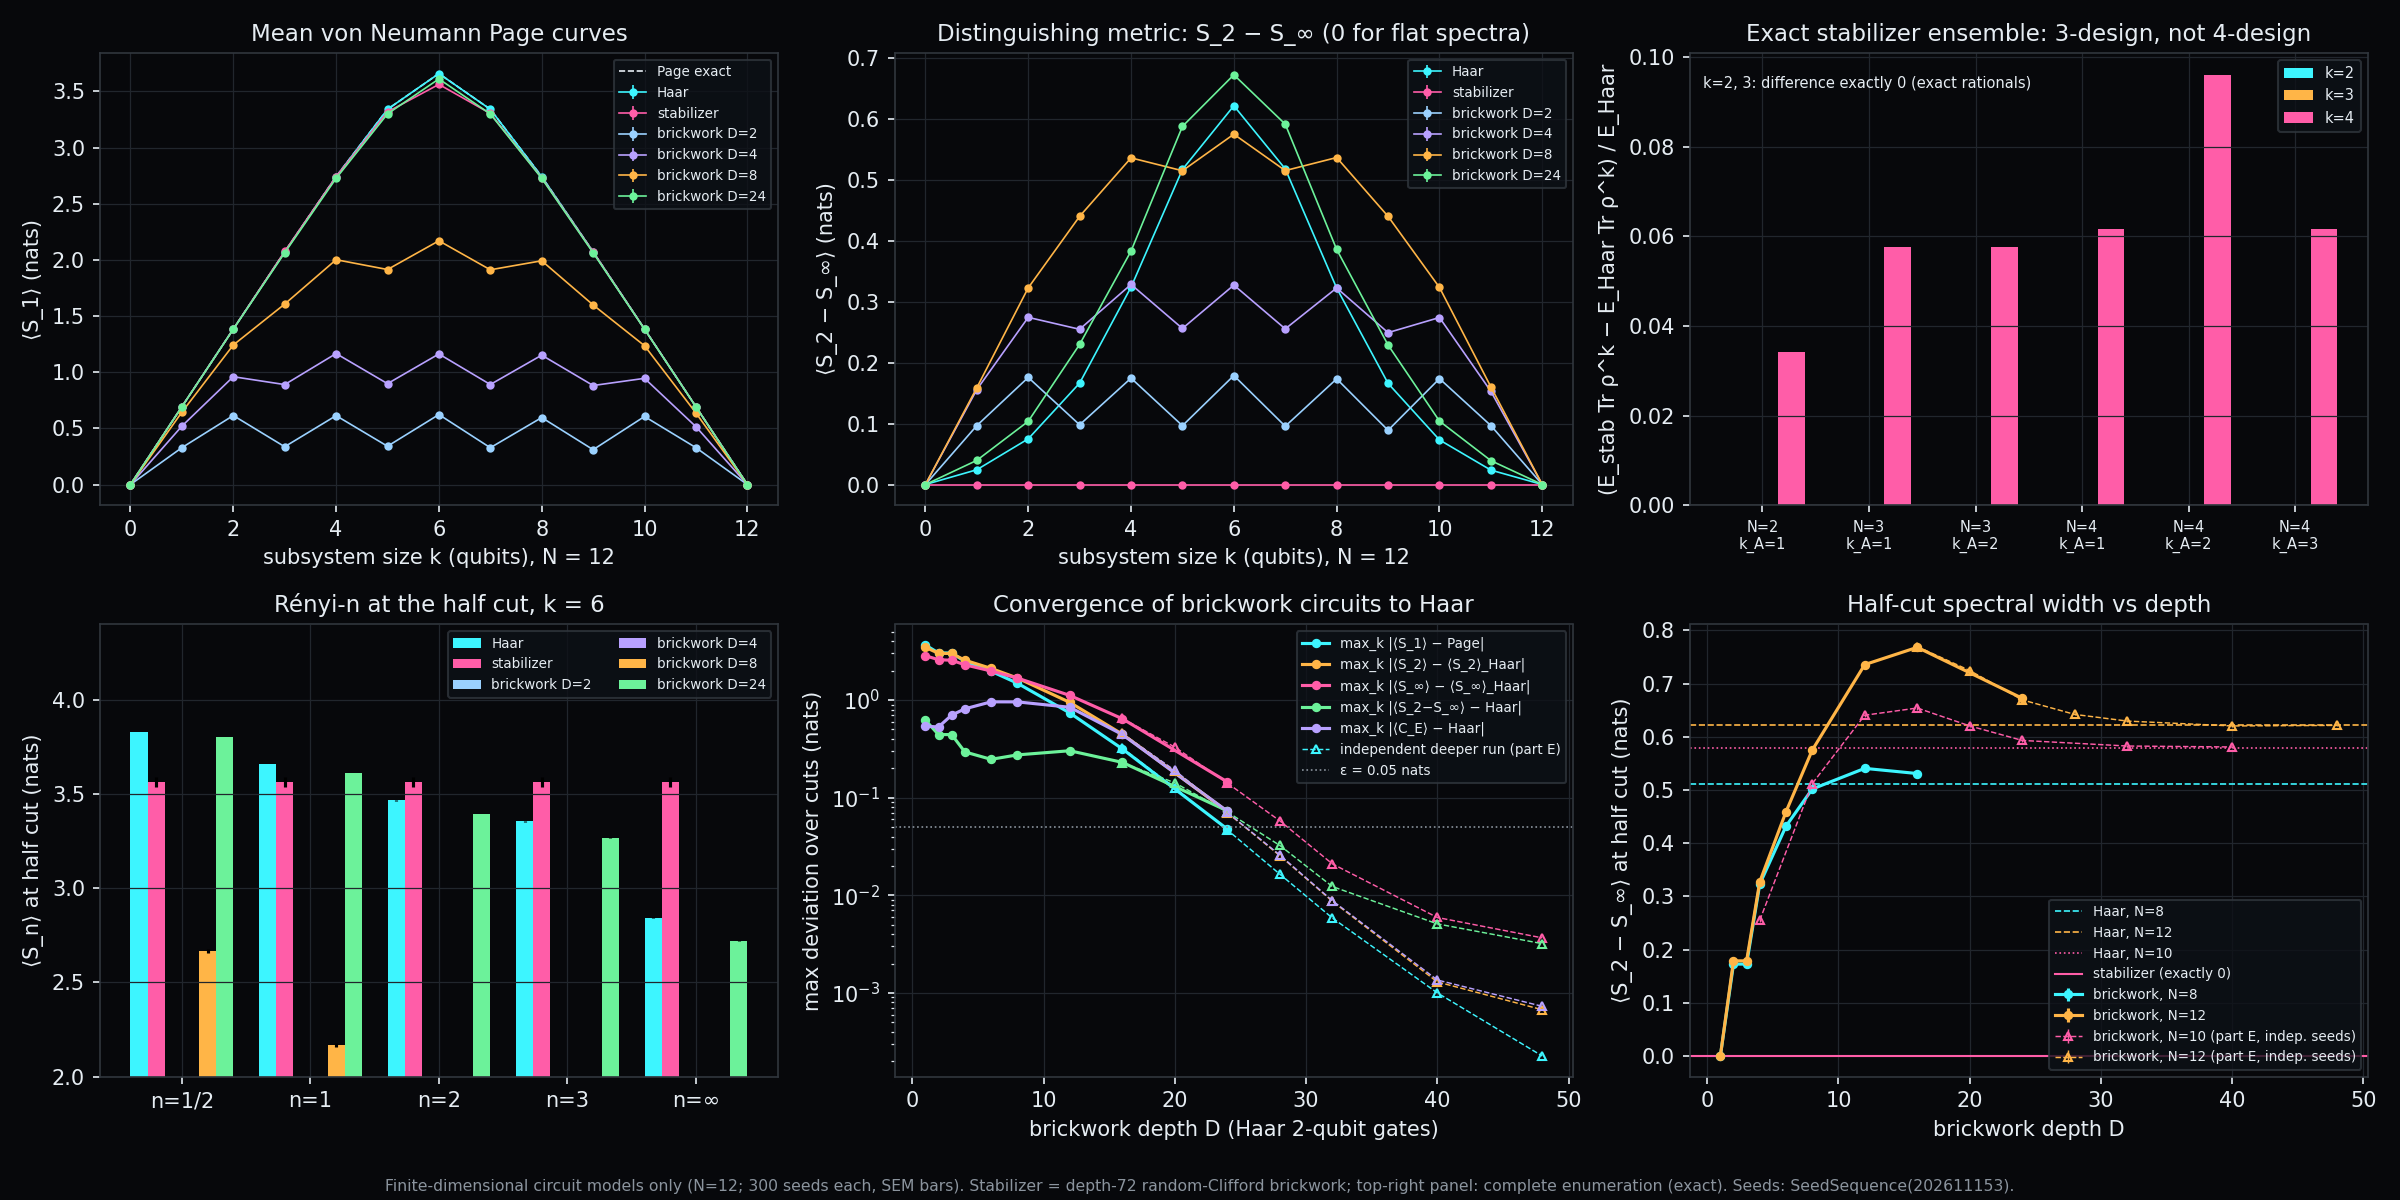 Mean von Neumann Page curves
⟨S_1⟩ (nats)
3.5
3.0
2.5
2.0
1.5
1.0
0.5
0.0
0 2 4 6 8 10 12
subsystem size k (qubits), N = 12
Page exact
Haar
stabilizer
brickwork D=2
brickwork D=4
brickwork D=8
brickwork D=24
Distinguishing metric: S_2 − S_∞ (0 for flat spectra)
⟨S_2 − S_∞⟩ (nats)
0.7
0.6
0.5
0.4
0.3
0.2
0.1
0.0
0 2 4 6 8 10 12
subsystem size k (qubits), N = 12
Haar
stabilizer
brickwork D=2
brickwork D=4
brickwork D=8
brickwork D=24
Exact stabilizer ensemble: 3-design, not 4-design
(E_stab Tr ρ^k − E_Haar Tr ρ^k) / E_Haar
0.10
0.08
0.06
0.04
0.02
0.00
k=2, 3: difference exactly 0 (exact rationals)
k=2
k=3
k=4
N=2 N=3 N=3 N=4 N=4 N=4
k_A=1 k_A=1 k_A=2 k_A=1 k_A=2 k_A=3
Rényi-n at the half cut, k = 6
⟨S_n⟩ at half cut (nats)
4.0
3.5
3.0
2.5
2.0
n=1/2 n=1 n=2 n=3 n=∞
Haar
stabilizer
brickwork D=2
brickwork D=4
brickwork D=8
brickwork D=24
Convergence of brickwork circuits to Haar
max deviation over cuts (nats)
10^0
10^−1
10^−2
10^−3
0 10 20 30 40 50
brickwork depth D (Haar 2-qubit gates)
max_k |⟨S_1⟩ − Page|
max_k |⟨S_2⟩ − ⟨S_2⟩_Haar|
max_k |⟨S_∞⟩ − ⟨S_∞⟩_Haar|
max_k |⟨S_2−S_∞⟩ − Haar|
max_k |⟨C_E⟩ − Haar|
independent deeper run (part E)
ε = 0.05 nats
Half-cut spectral width vs depth
⟨S_2 − S_∞⟩ at half cut (nats)
0.8
0.7
0.6
0.5
0.4
0.3
0.2
0.1
0.0
0 10 20 30 40 50
brickwork depth D
Haar, N=8
Haar, N=12
Haar, N=10
stabilizer (exactly 0)
brickwork, N=8
brickwork, N=12
brickwork, N=10 (part E, indep. seeds)
brickwork, N=12 (part E, indep. seeds)
Finite-dimensional circuit models only (N=12; 300 seeds each, SEM bars). Stabilizer = depth-72 random-Clifford brickwork; top-right panel: complete enumeration (exact). Seeds: SeedSequence(202611153).